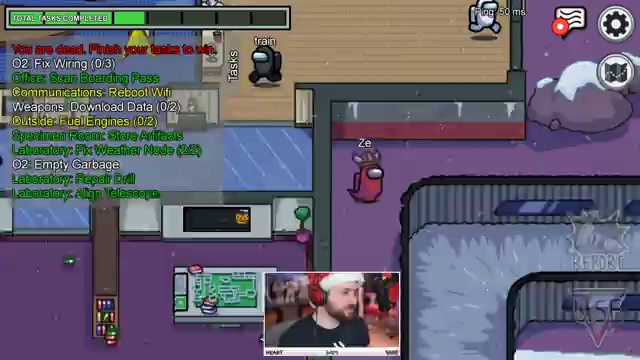 TOTAL TASKS COMPLETED
Ping: 50 ms
You are dead. Finish your tasks to win.
train
O2: Fix Wiring (0/3)
Tasks
Office: Scan Boarding Pass
Communications: Reboot Wifi
Weapons: Download Data (0/2)
Outside: Fuel Engines (0/2)
Specimen Room: Store Artifacts
Ze
Laboratory: Fix Weather Node (2/2)
O2: Empty Garbage
Laboratory: Repair Drill
Laboratory: Align Telescope
REPORT
USE